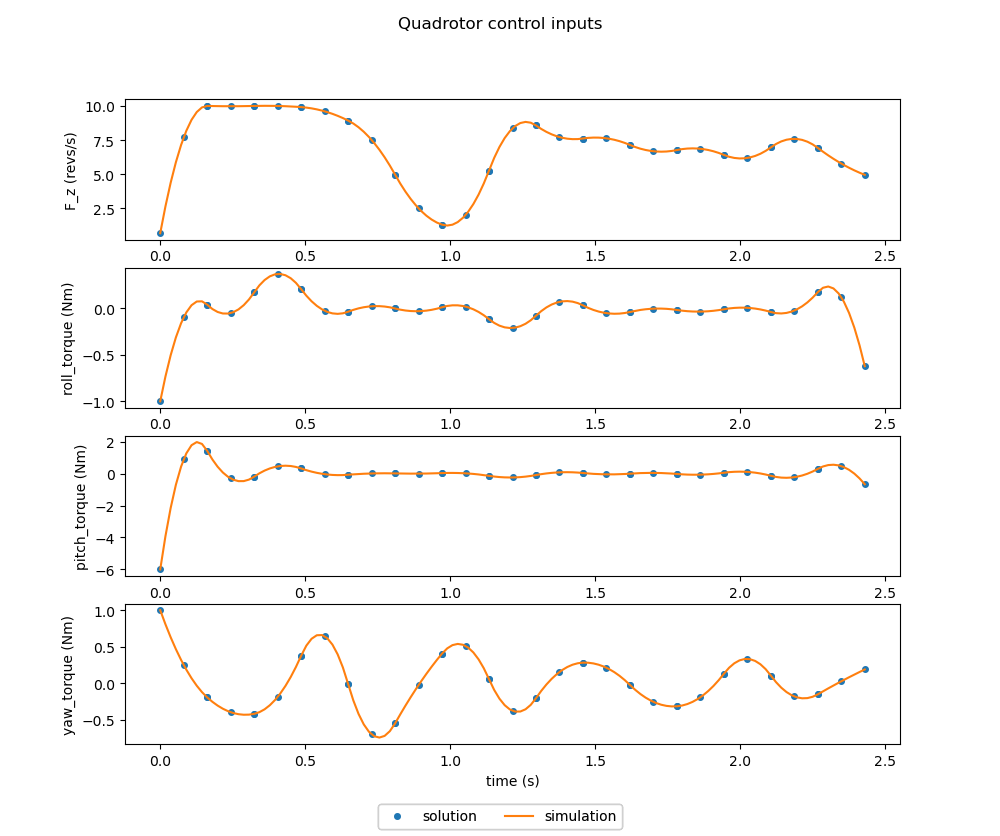 Quadrotor control inputs
F_z (revs/s)
10.0
7.5
5.0
2.5
0.0 0.5 1.0 1.5 2.0 2.5
roll_torque (Nm)
0.0
−0.5
−1.0
0.0 0.5 1.0 1.5 2.0 2.5
pitch_torque (Nm)
2
0
−2
−4
−6
0.0 0.5 1.0 1.5 2.0 2.5
yaw_torque (Nm)
1.0
0.5
0.0
−0.5
0.0 0.5 1.0 1.5 2.0 2.5
time (s)
solution simulation